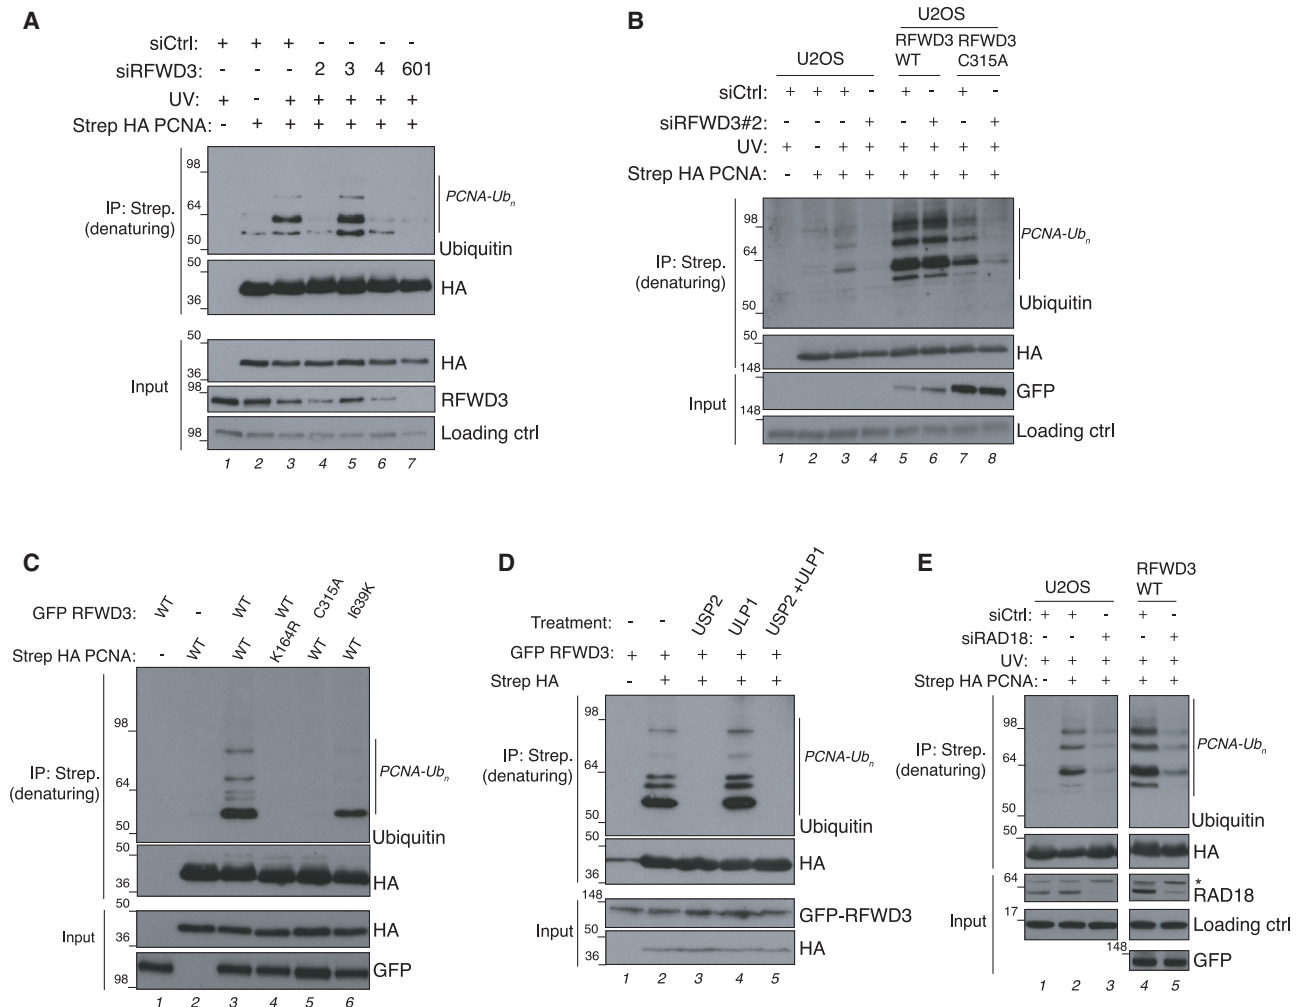 A
siCtrl: + + + - - - -
siRFWD3: - - - 2 3 4 601
UV: + - + + + + +
Strep HA PCNA: - + + + + + +
98
64
50
IP: Strep.
(denaturing)
PCNA-Ubn
Ubiquitin
50
36
HA
Input
50
36
HA
98
RFWD3
98
Loading ctrl
1 2 3 4 5 6 7
B
U2OS
U2OS
RFWD3 WT
RFWD3 C315A
siCtrl: + + + - + - + -
siRFWD3#2: - - - + - + - +
UV: + - + + + + + +
Strep HA PCNA: - + + + + + + +
98
64
50
IP: Strep.
(denaturing)
PCNA-Ubn
Ubiquitin
50
HA
Input
148
GFP
148
Loading ctrl
1 2 3 4 5 6 7 8
C
GFP RFWD3: WT - WT WT C315A I639K
Strep HA PCNA: - WT WT K164R WT WT
98
64
50
IP: Strep.
(denaturing)
PCNA-Ubn
Ubiquitin
50
36
HA
Input
50
36
HA
98
GFP
1 2 3 4 5 6
D
Treatment: - - USP2 ULP1 USP2 +ULP1
GFP RFWD3: + + + + +
Strep HA - + + + +
98
64
50
IP: Strep.
(denaturing)
PCNA-Ubn
Ubiquitin
50
36
HA
Input
148
GFP-RFWD3
50
36
HA
1 2 3 4 5
E
U2OS
RFWD3
WT
siCtrl: + + - + -
siRAD18: - - + - +
UV: + + + + +
Strep HA PCNA: - + + + +
98
64
50
IP: Strep.
(denaturing)
PCNA-Ubn
Ubiquitin
50
36
HA
Input
64
*
RAD18
17
Loading ctrl
148
GFP
1 2 3 4 5